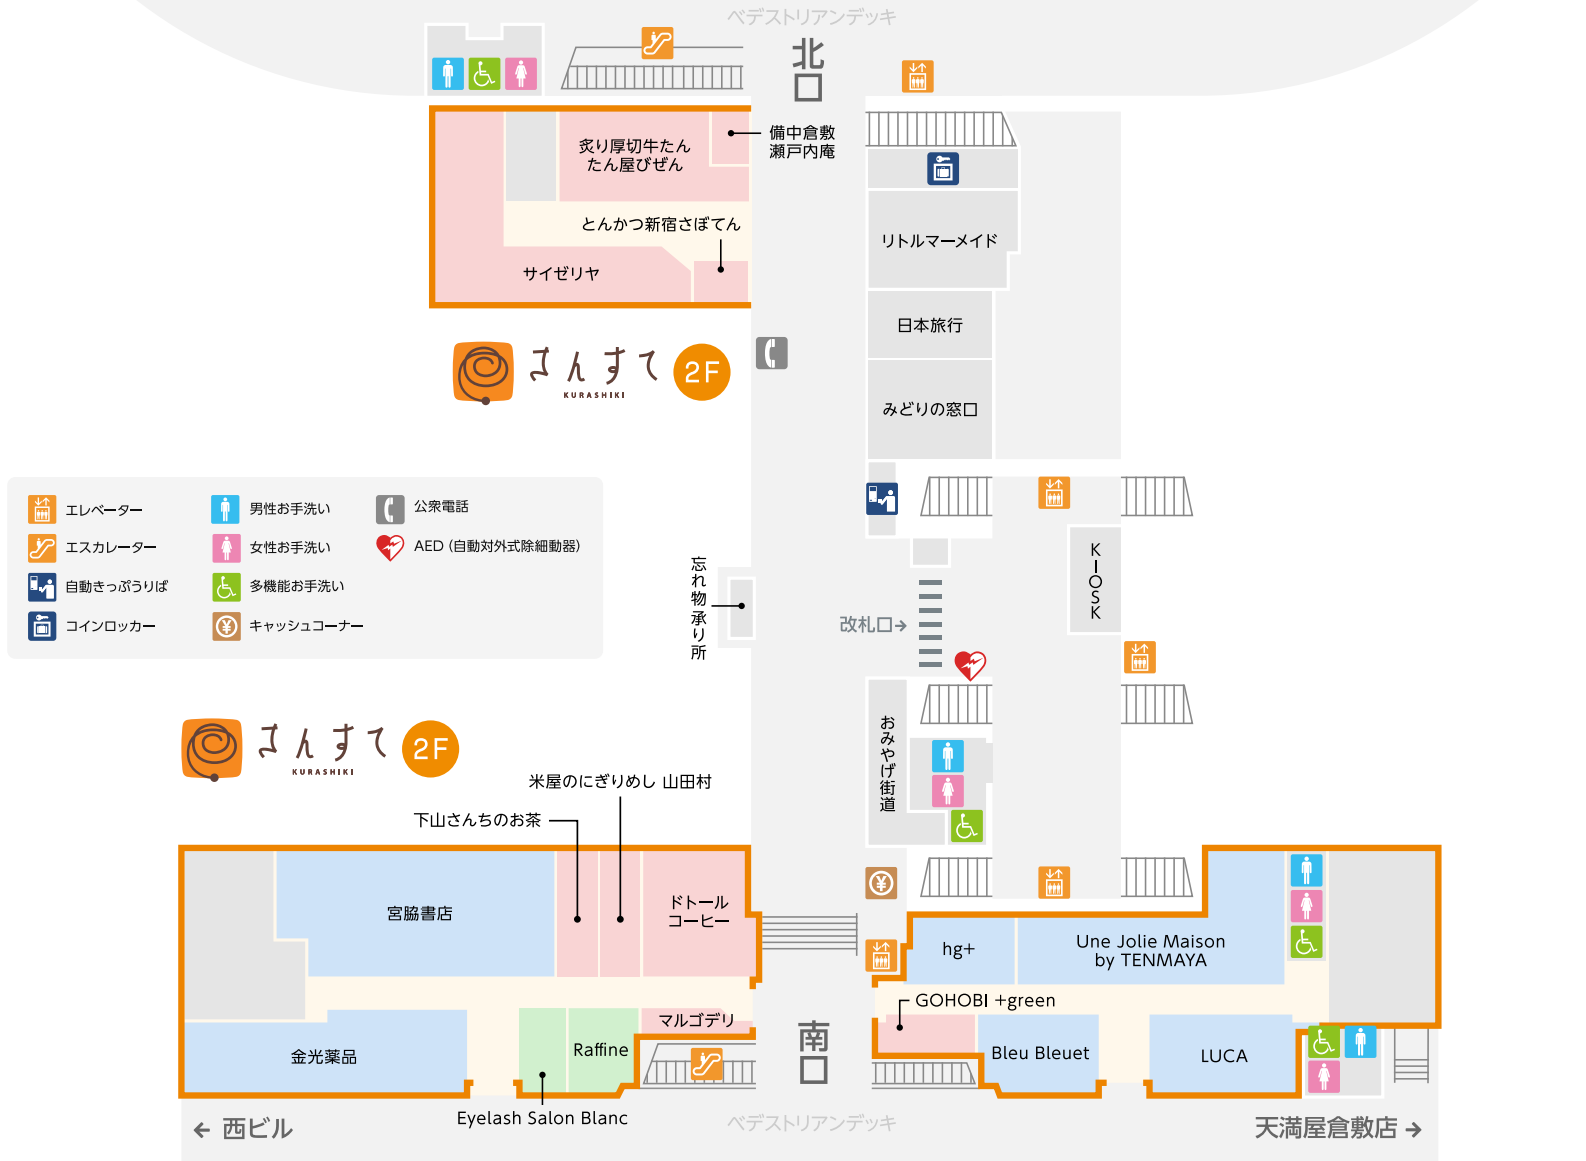 ペデストリアンデッキ
北口
備中倉敷
瀬戸内庵
炙り厚切牛たん
たん屋びぜん
とんかつ新宿さぼてん
サイゼリヤ
リトルマーメイド
日本旅行
みどりの窓口
さんすて 2F
KURASHIKI
エレベーター
エスカレーター
自動きっぷうりば
コインロッカー
男性お手洗い
女性お手洗い
多機能お手洗い
キャッシュコーナー
公衆電話
AED（自動対外式除細動器）
忘れ物承り所
改札口→
KIOSK
おみやげ街道
さんすて 2F
KURASHIKI
米屋のにぎりめし 山田村
下山さんちのお茶
宮脇書店
ドトール
コーヒー
hg+
Une Jolie Maison
by TENMAYA
GOHOBI +green
マルゴデリ
金光薬品
Raffine
Eyelash Salon Blanc
南口
Bleu Bleuet
LUCA
← 西ビル
ペデストリアンデッキ
天満屋倉敷店 →